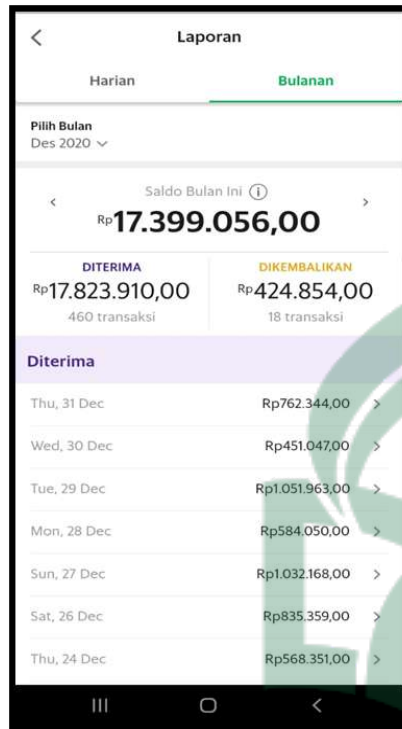 Laporan
Harian Bulanan
Pilih Bulan
Des 2020
Saldo Bulan Ini
Rp17.399.056,00
DITERIMA DIKEMBALIKAN
Rp17.823.910,00 Rp424.854,00
460 transaksi 18 transaksi
Diterima
Thu, 31 Dec Rp762.344,00
Wed, 30 Dec Rp451.047,00
Tue, 29 Dec Rp1.051.963,00
Mon, 28 Dec Rp584.050,00
Sun, 27 Dec Rp1.032.168,00
Sat, 26 Dec Rp835.359,00
Thu, 24 Dec Rp568.351,00